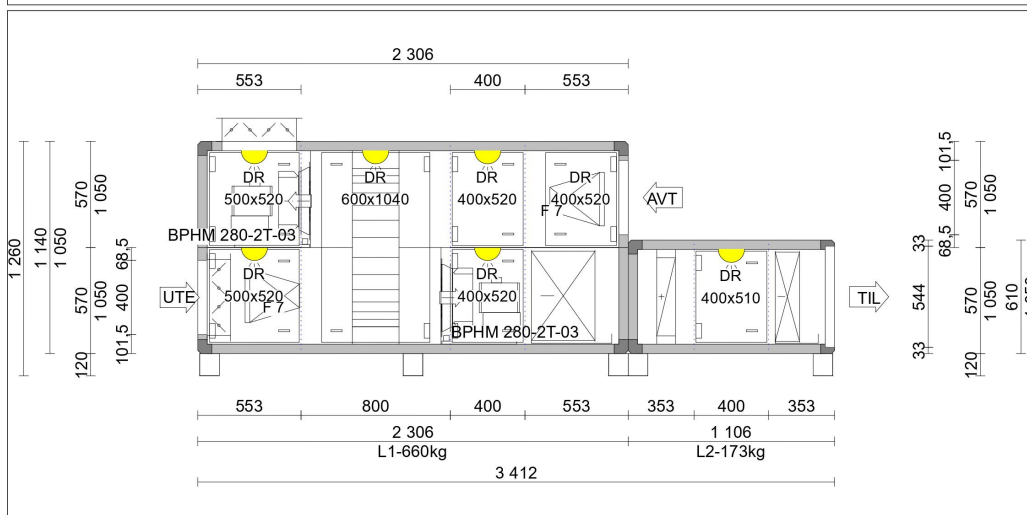 2 306
553
400
553
DR
500x520
DR
600x1040
DR
400x520
DR
400x520
F 7
AVT
BPHM 280-2T-03
UTE
DR
500x520
F 7
DR
400x520
BPHM 280-2T-03
+
DR
400x510
TIL
1 260
1 140
1 050
570
1 050
570
1 050
120
68,5
400
101,5
101,5
400
68,5
33
544
33
570
1 050
570
1 050
120
610
553
800
400
553
353
400
353
2 306
1 106
L1-660kg
L2-173kg
3 412